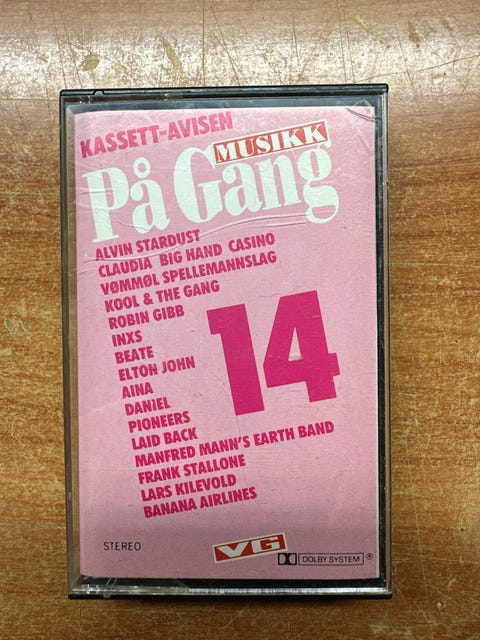 KASSETT-AVISEN
MUSIKK
På Gang
ALVIN STARDUST
CLAUDIA BIG HAND CASINO
VØMMØL SPELLEMANNSLAG
KOOL & THE GANG
ROBIN GIBB
INXS
BEATE
ELTON JOHN
AINA
DANIEL
PIONEERS
LAID BACK
MANFRED MANN'S EARTH BAND
FRANK STALLONE
LARS KILEVOLD
BANANA AIRLINES
14
STEREO
VG
DOLBY SYSTEM ®